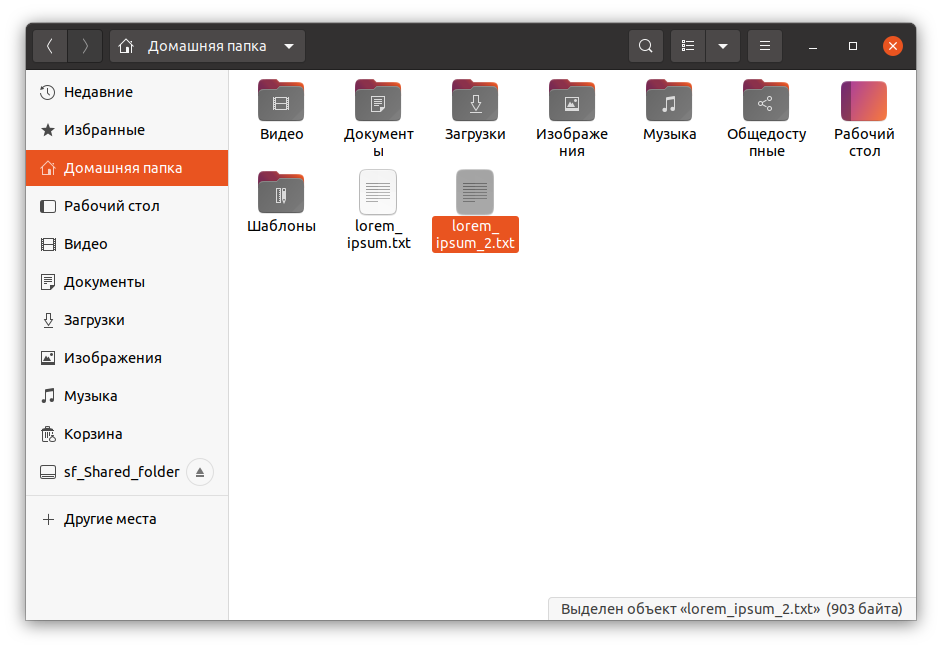 Домашняя папка
Недавние
Избранные
Домашняя папка
Рабочий стол
Видео
Документы
Загрузки
Изображения
Музыка
Корзина
sf_Shared_folder
Другие места
Видео
Документ
ы
Загрузки
Изображе
ния
Музыка
Общедосту
пные
Рабочий
стол
Шаблоны
lorem_
ipsum.txt
lorem_
ipsum_2.txt
Выделен объект «lorem_ipsum_2.txt» (903 байта)